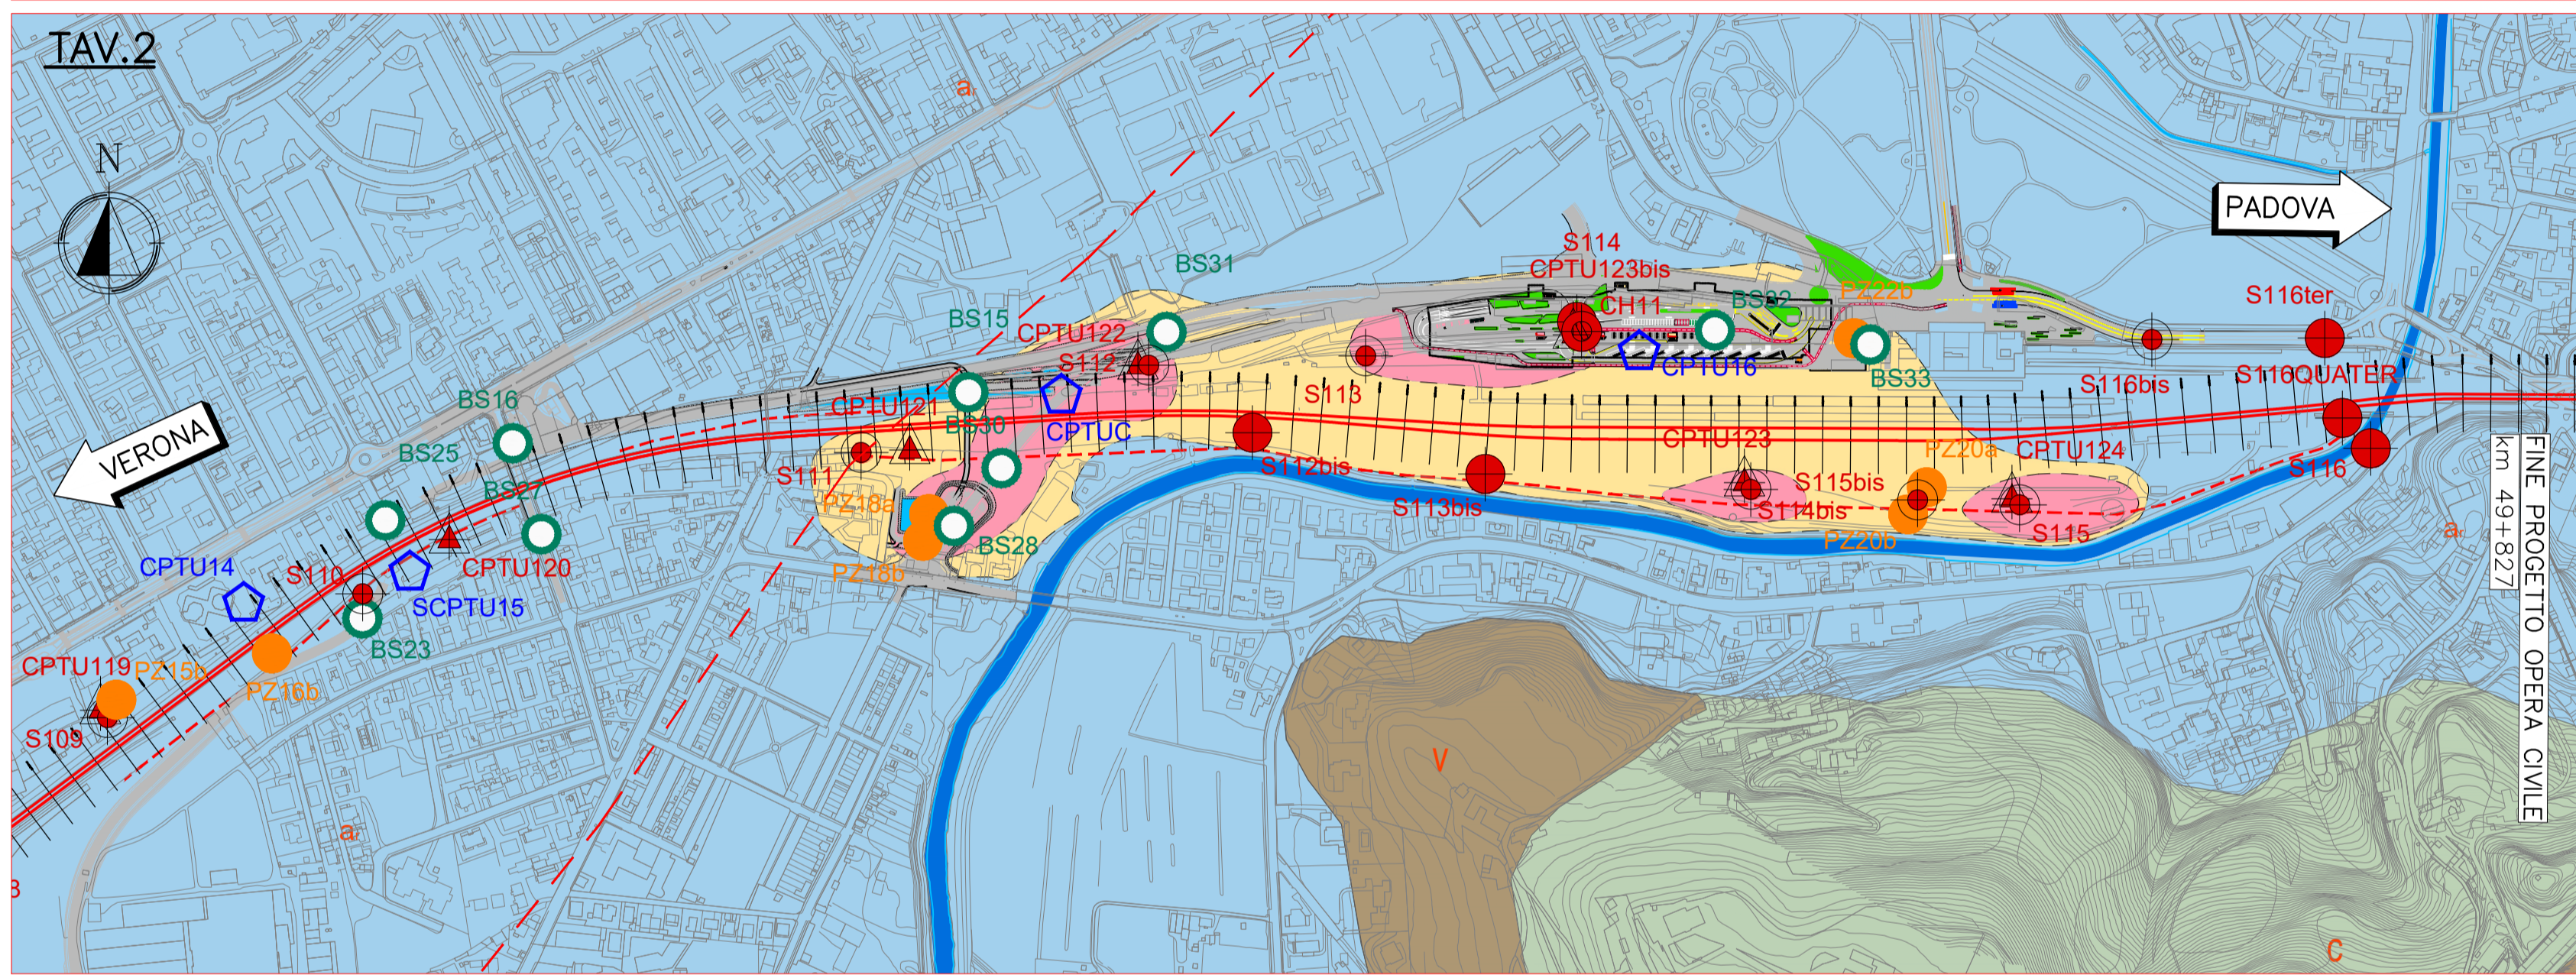 TAV.2
N
VERONA
PADOVA
a
BS31
S114
CPTU123bis
CH11
BS22
PZ22b
S116ter
BS15
CPTU122
S112
CPTU16
BS33
S116bis
S116QUATER
BS16
CPTU121
S113
BS30
CPTUC
BS25
CPTU123
PZ20a
CPTU124
S111
S112bis
S116
BS27
PZ18a
S113bis
S115bis
S114bis
S115
FINE PROGETTO OPERA CIVILE
km 49+827
a
CPTU14
S110
CPTU120
BS28
PZ20b
PZ18b
SCPTU15
BS23
CPTU119
PZ15b
PZ16b
S109
V
a
C